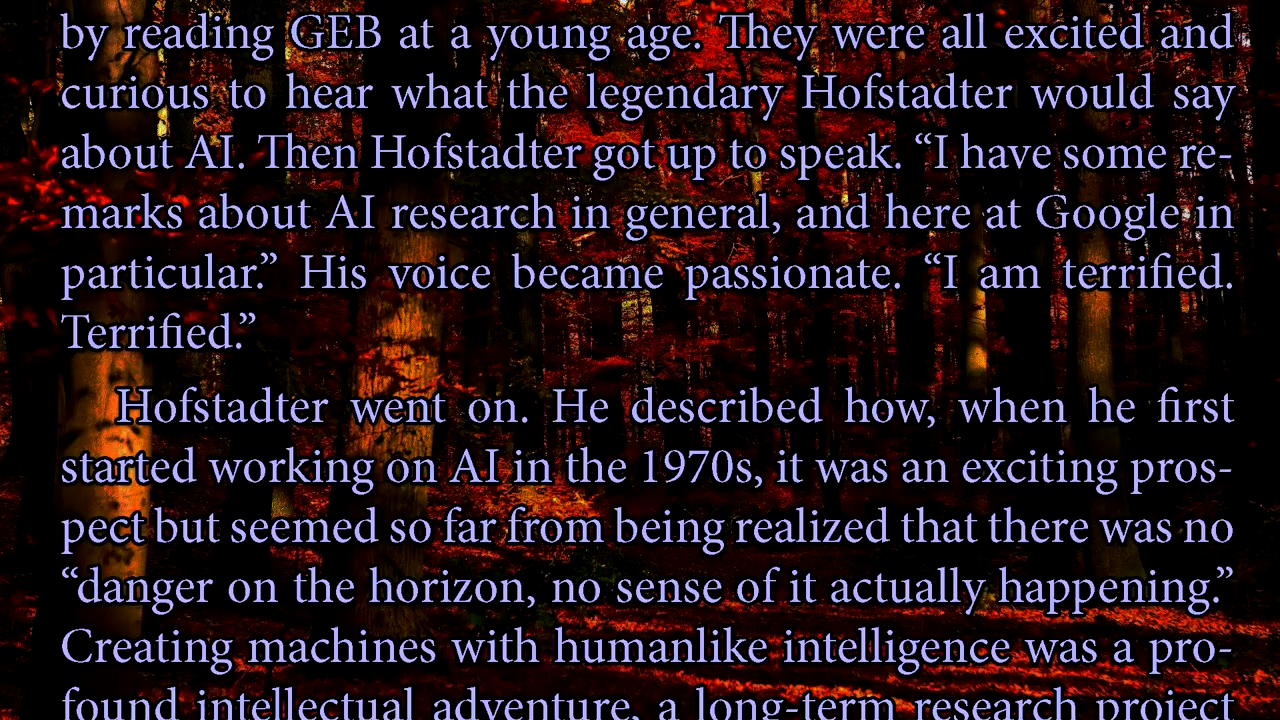 by reading GEB at a young age. They were all excited and
curious to hear what the legendary Hofstadter would say
about AI. Then Hofstadter got up to speak. “I have some re-
marks about AI research in general, and here at Google in
particular.” His voice became passionate. “I am terrified.
Terrified.”
Hofstadter went on. He described how, when he first
started working on AI in the 1970s, it was an exciting pros-
pect but seemed so far from being realized that there was no
“danger on the horizon, no sense of it actually happening.”
Creating machines with humanlike intelligence was a pro-
found intellectual adventure, a long-term research project